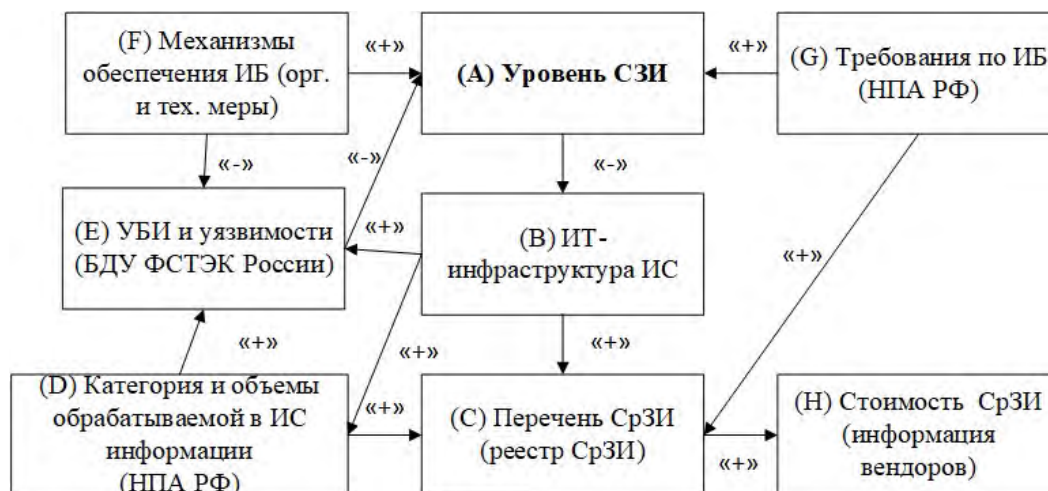 (F) Механизмы
обеспечения ИБ (орг.
и тех. меры)
«+»
(A) Уровень СЗИ
«+»
(G) Требования по ИБ
(НПА РФ)
«-»
«-»
«-»
(E) УБИ и уязвимости
(БДУ ФСТЭК России)
«+»
(B) ИТ-
инфраструктура ИС
«+»
«+»
«+»
«+»
(D) Категория и объемы
обрабатываемой в ИС
информации
(НПА РФ)
«+»
(C) Перечень СрЗИ
(реестр СрЗИ)
«+»
(H) Стоимость СрЗИ
(информация
вендоров)